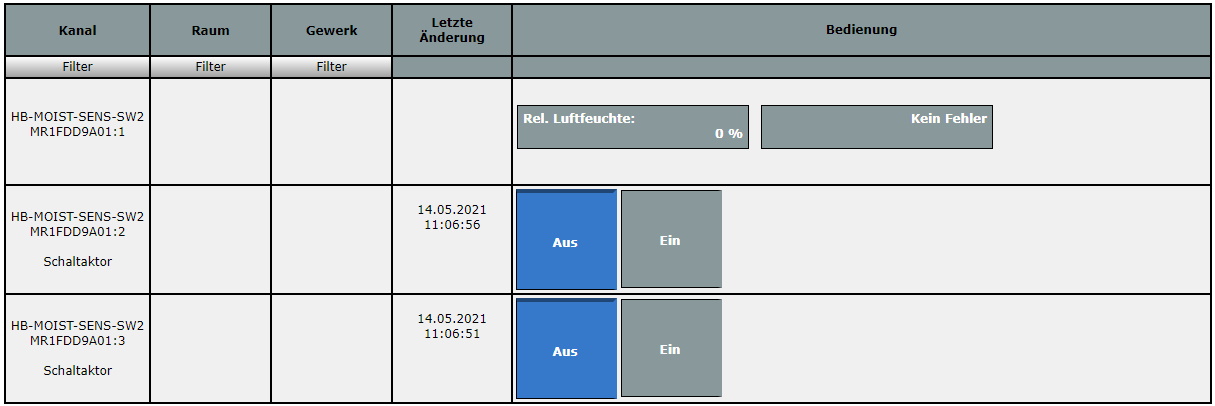 Kanal
Raum
Gewerk
Letzte
Änderung
Bedienung
Filter
Filter
Filter
HB-MOIST-SENS-SW2
MR1FDD9A01:1
Rel. Luftfeuchte:
0 %
Kein Fehler
HB-MOIST-SENS-SW2
MR1FDD9A01:2
Schaltaktor
14.05.2021
11:06:56
Aus
Ein
HB-MOIST-SENS-SW2
MR1FDD9A01:3
Schaltaktor
14.05.2021
11:06:51
Aus
Ein